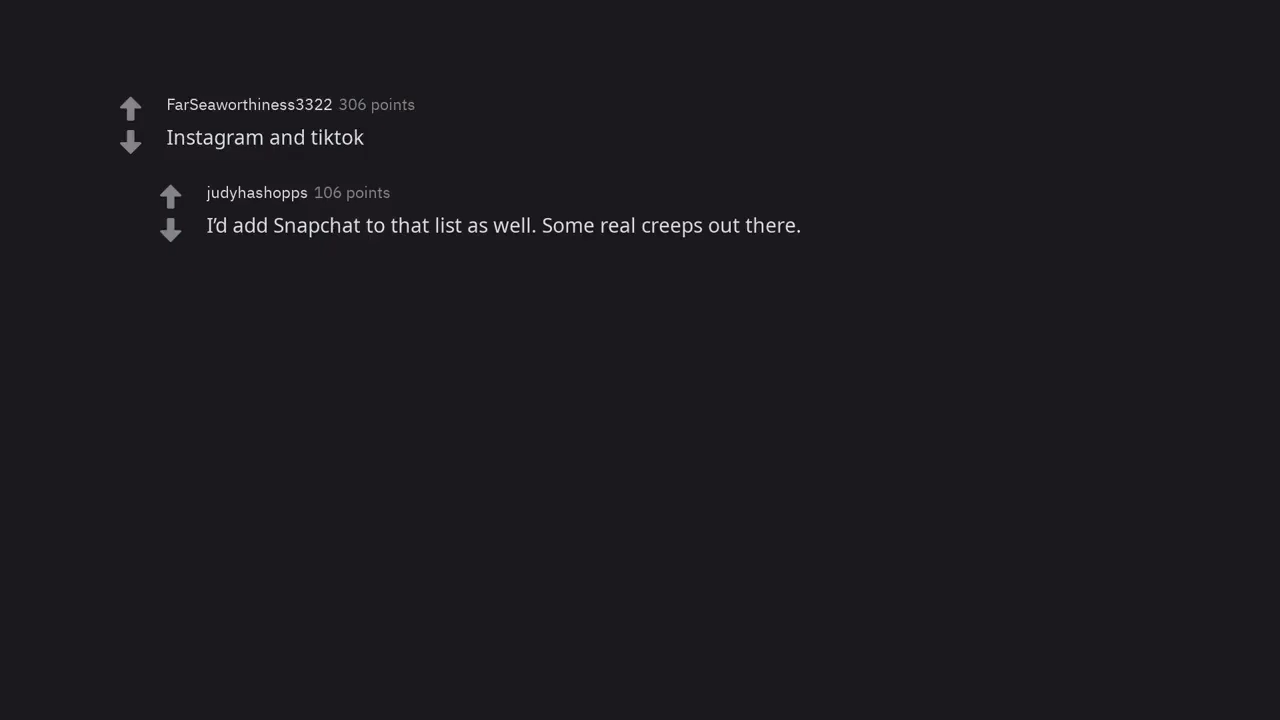 FarSeaworthiness3322 306 points
Instagram and tiktok
judyhashopps 106 points
I’d add Snapchat to that list as well. Some real creeps out there.